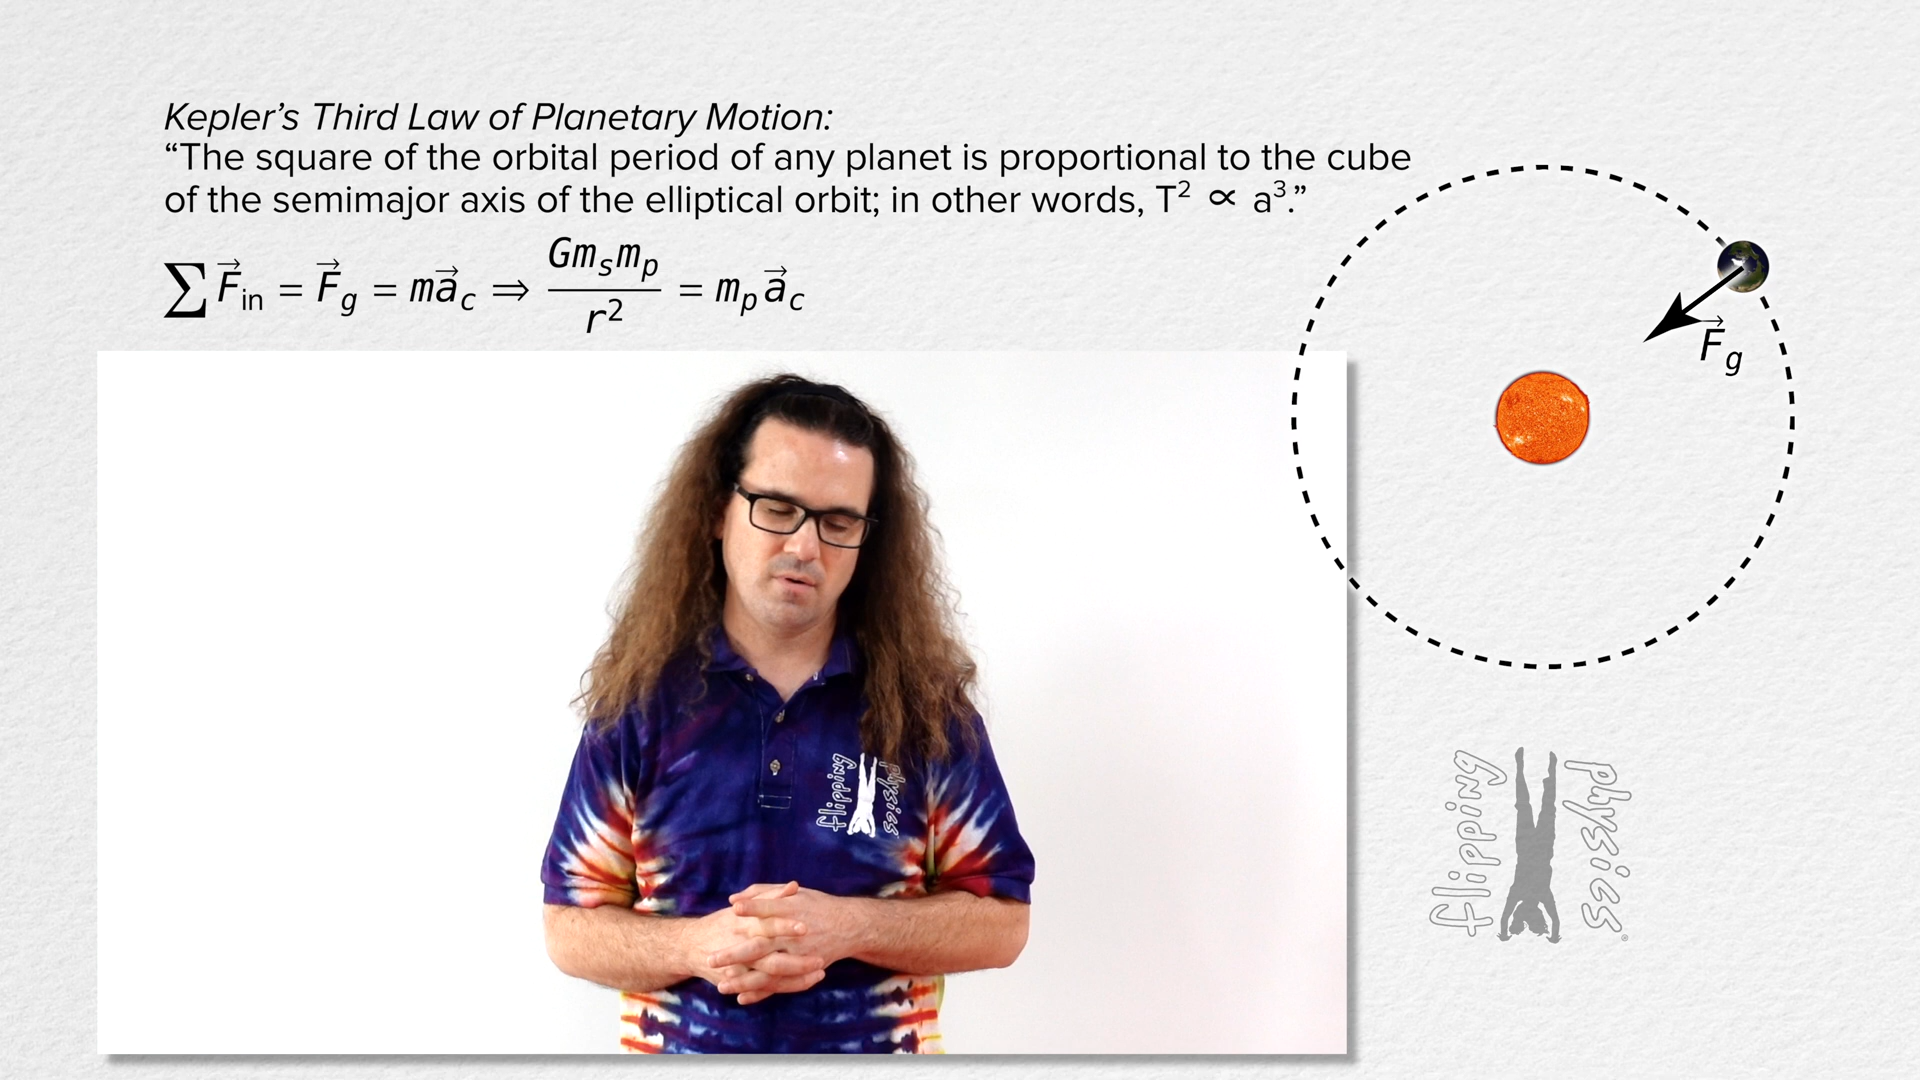 Kepler's Third Law of Planetary Motion:
“The square of the orbital period of any planet is proportional to the cube
of the semimajor axis of the elliptical orbit; in other words, T² ∝ a³.”
∑F⃗in = F⃗g = ma⃗c ⇒ Gmsmp/r² = mpa⃗c
F⃗g
flipping physics
flipping physics®